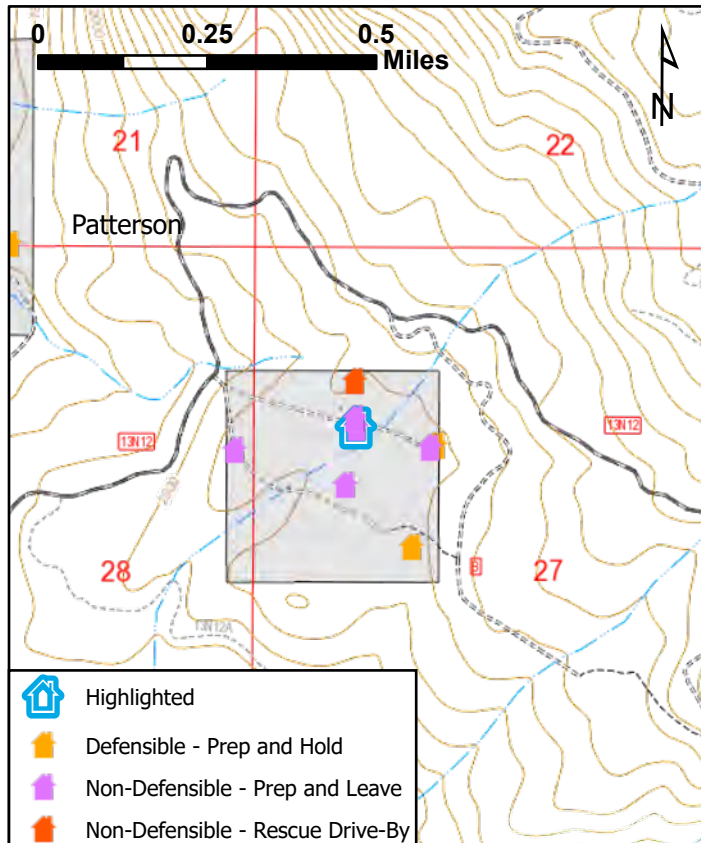 0 0.25 0.5
Miles
N
21
22
Patterson
13N12
13N12
28
27
13N12A
Highlighted
Defensible - Prep and Hold
Non-Defensible - Prep and Leave
Non-Defensible - Rescue Drive-By